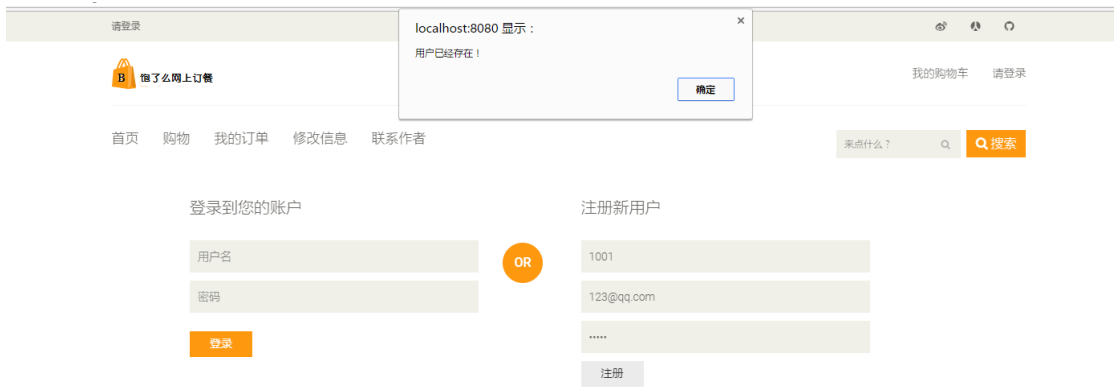 请登录
localhost:8080 显示：
×
用户已经存在！
确定
B 饱了么网上订餐
我的购物车 请登录
首页 购物 我的订单 修改信息 联系作者
来点什么？ 搜索
登录到您的账户
用户名
密码
登录
OR
注册新用户
1001
123@qq.com
•••••
注册